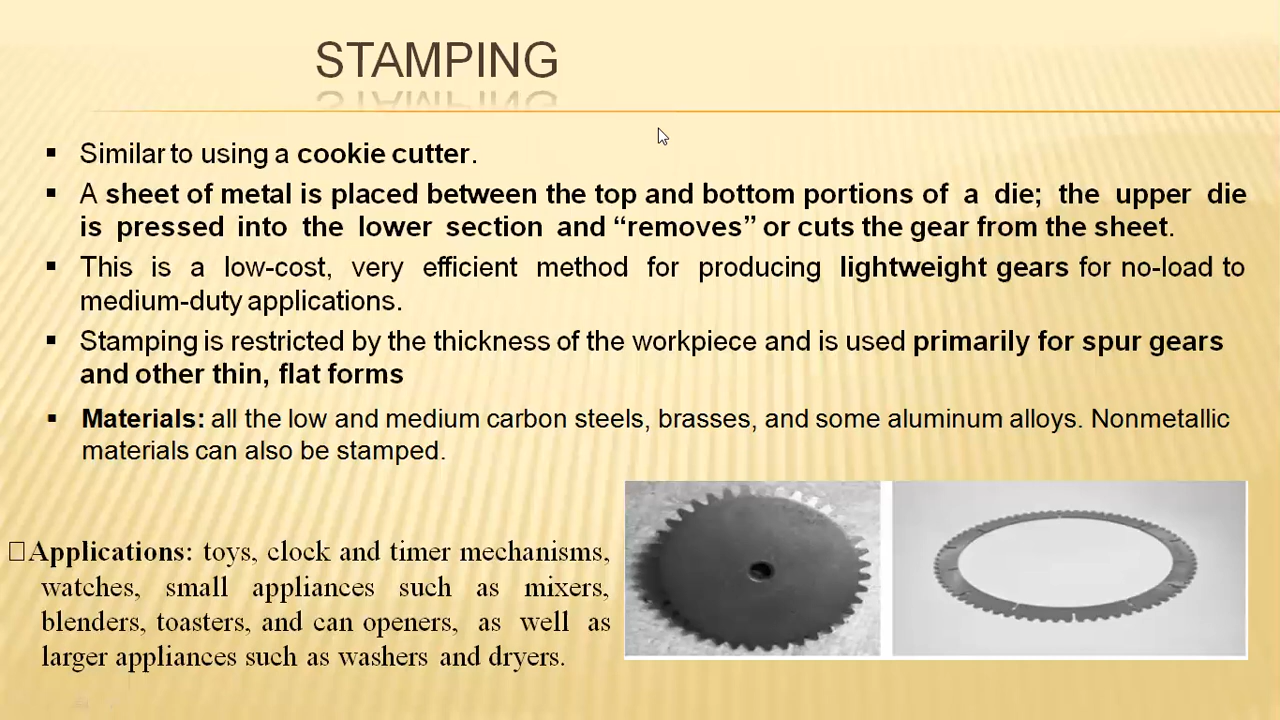 STAMPING
▪ Similar to using a cookie cutter.
▪ A sheet of metal is placed between the top and bottom portions of a die; the upper die
is pressed into the lower section and “removes” or cuts the gear from the sheet.
▪ This is a low-cost, very efficient method for producing lightweight gears for no-load to
medium-duty applications.
▪ Stamping is restricted by the thickness of the workpiece and is used primarily for spur gears
and other thin, flat forms
▪ Materials: all the low and medium carbon steels, brasses, and some aluminum alloys. Nonmetallic
materials can also be stamped.
□Applications: toys, clock and timer mechanisms,
watches, small appliances such as mixers,
blenders, toasters, and can openers, as well as
larger appliances such as washers and dryers.